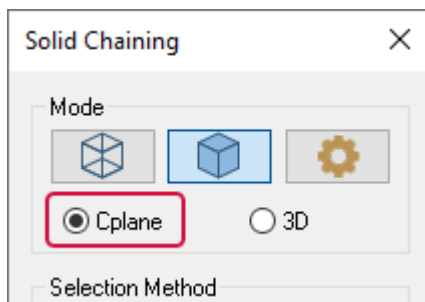 Solid Chaining
Mode
Cplane
3D
Selection Method